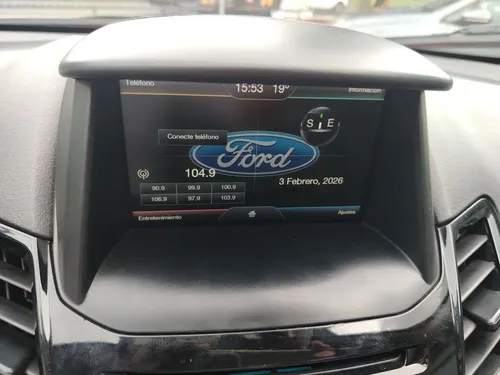 Teléfono
15:53 19°
Información
S E
Conecte teléfono
Ford
104.9
3 Febrero, 2026
90.9 99.9 100.9
106.9 97.9 103.9
Entretenimiento
Ajustes